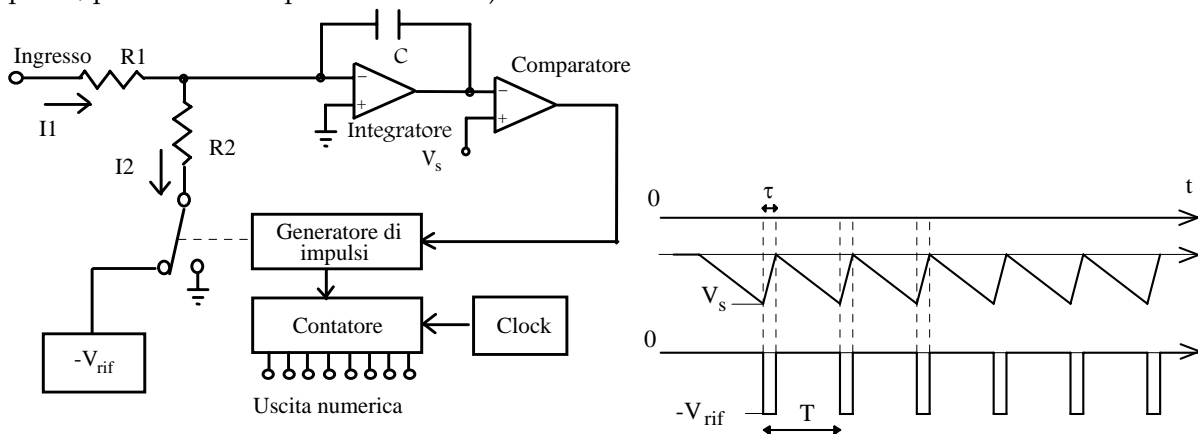 Ingresso
R1
C
Comparatore
I1
Integratore
R2
I2
V_s
Generatore di
impulsi
Contatore
Clock
-V_rif
Uscita numerica
0
τ
t
V_s
0
-V_rif
T